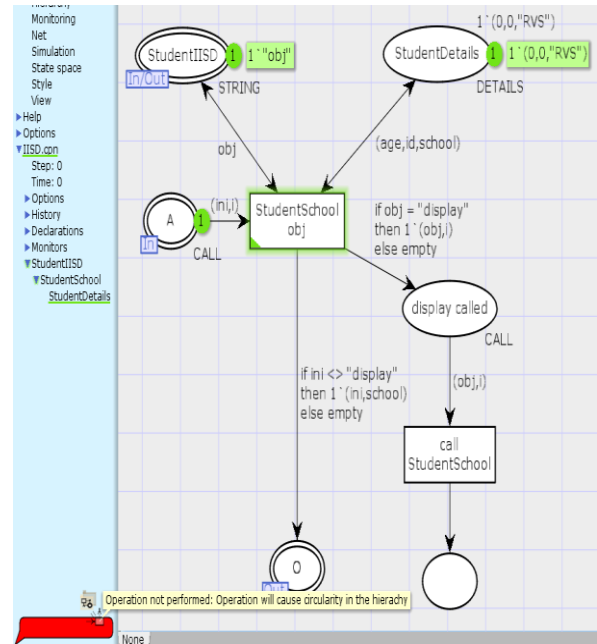 Monitoring
Net
Simulation
State space
Style
View
Help
Options
IISD.cpn
Step: 0
Time: 0
Options
History
Declarations
Monitors
StudentIISD
StudentSchool
StudentDetails
StudentIISD
1
1`"obj"
In/Out
STRING
1`(0,0,"RVS")
StudentDetails
1
1`(0,0,"RVS")
DETAILS
obj
(age,id,school)
A
1
In
CALL
(ini,i)
StudentSchool
obj
if obj = "display"
then 1`(obj,i)
else empty
display called
CALL
if ini <> "display"
then 1`(ini,school)
else empty
(obj,i)
call
StudentSchool
O
Out
Operation not performed: Operation will cause circularity in the hierachy
None